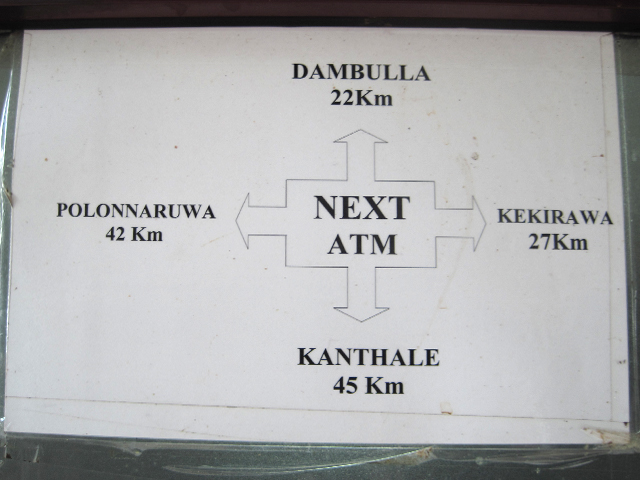 DAMBULLA
22Km
POLONNARUWA
42 Km
NEXT
ATM
KEKIRAWA
27Km
KANTHALE
45 Km